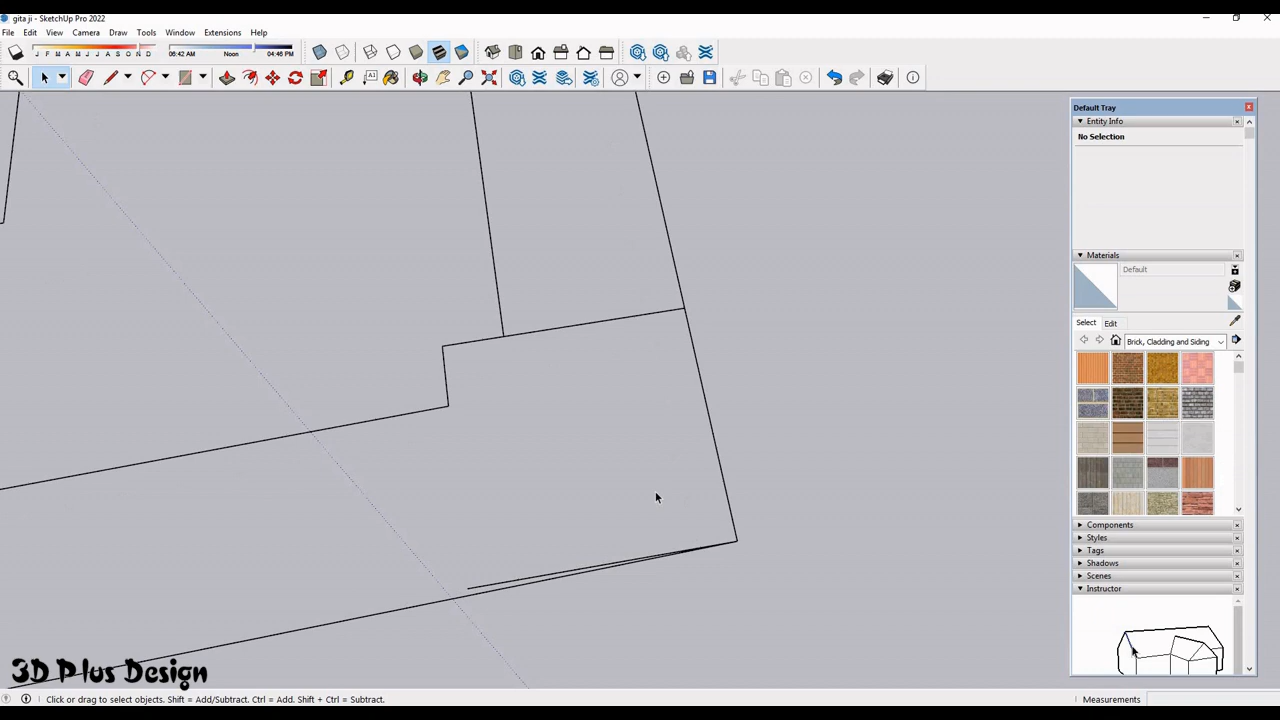 gita ji - SketchUp Pro 2022
File Edit View Camera Draw Tools Window Extensions Help
J F M A M J J A S O N D 06:42 AM Noon 04:46 PM
Default Tray
Entity Info
No Selection
Materials
Default
Select Edit
Brick, Cladding and Siding
Components
Styles
Tags
Shadows
Scenes
Instructor
3D Plus Design
Click or drag to select objects. Shift = Add/Subtract. Ctrl = Add. Shift + Ctrl = Subtract.
Measurements